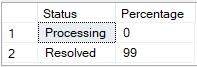 Status Percentage
1 Processing 0
2 Resolved 99